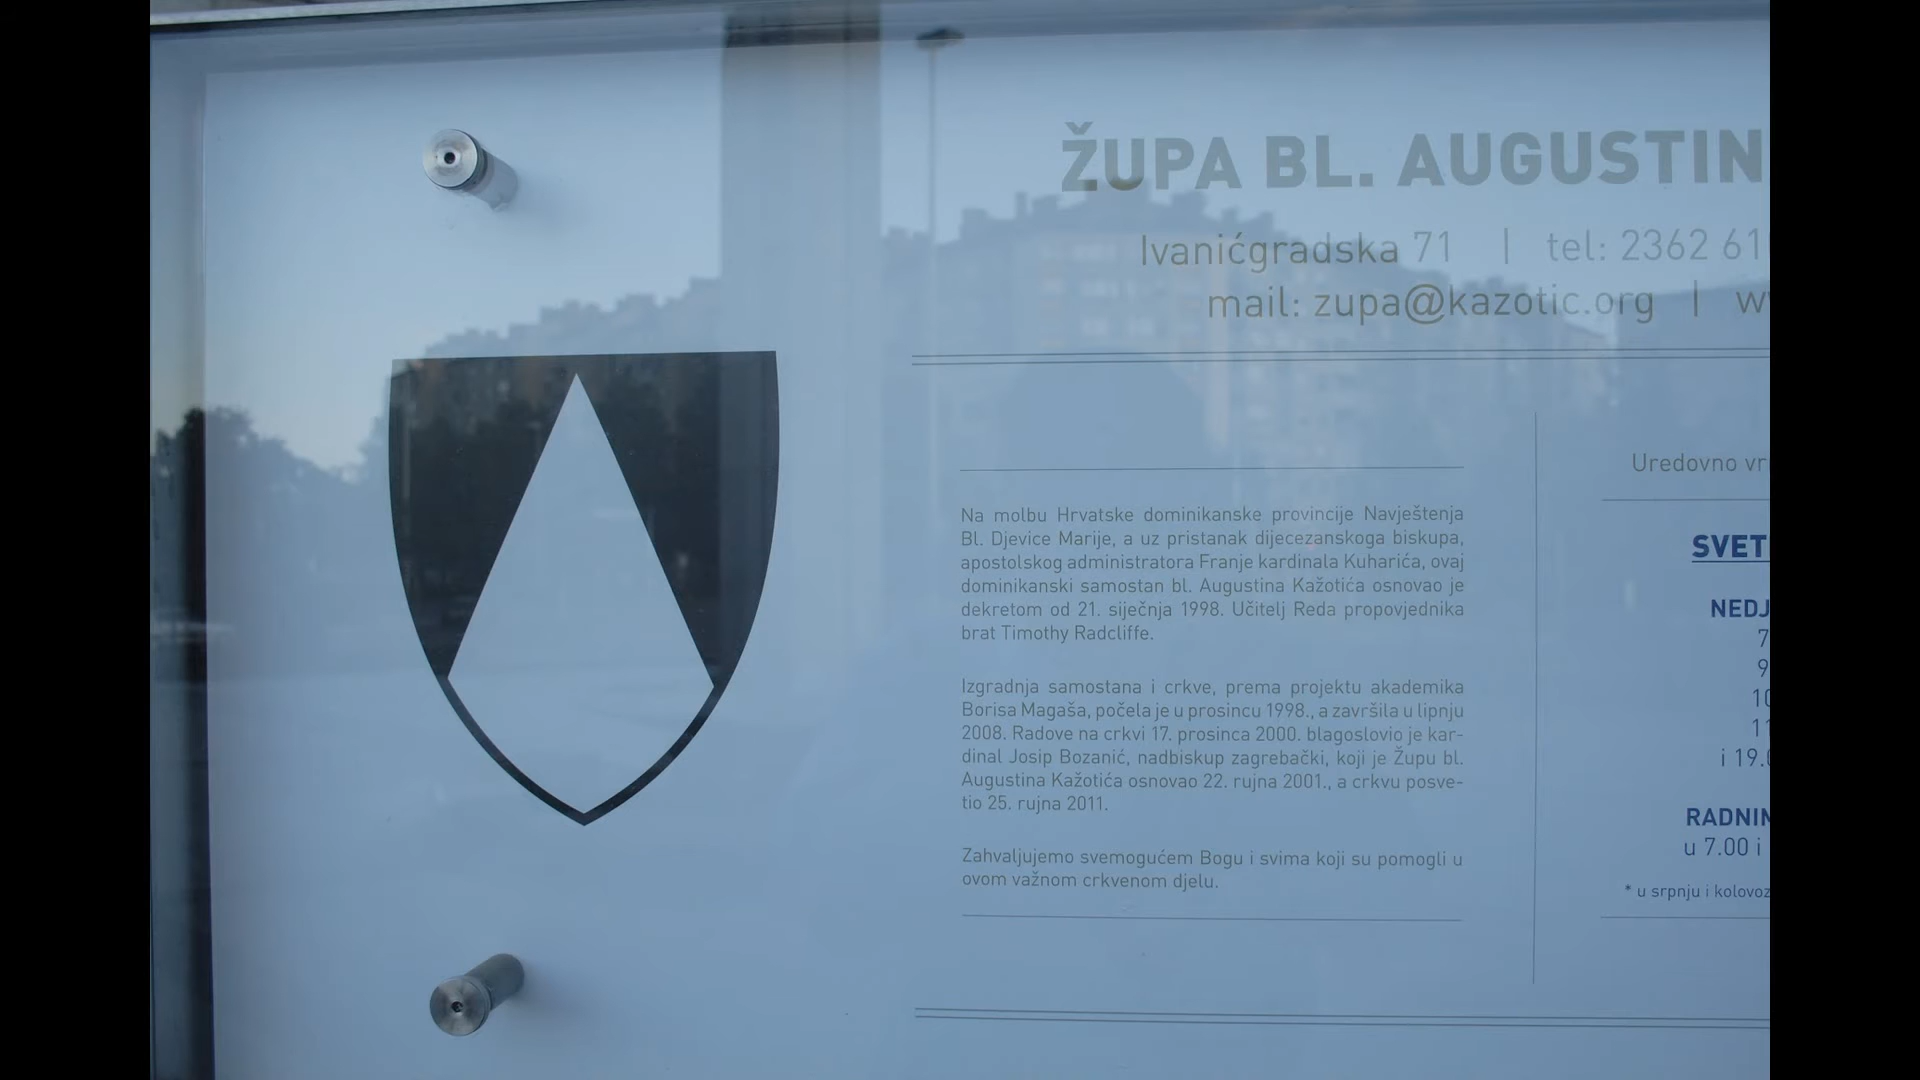 ŽUPA BL. AUGUSTIN
Ivanićgradska 71 | tel: 2362 61
mail: zupa@kazotic.org | w
Na molbu Hrvatske dominikanske provincije Navještenja
Bl. Djevice Marije, a uz pristanak dijecezanskoga biskupa,
apostolskog administratora Franje kardinala Kuharića, ovaj
dominikanski samostan bl. Augustina Kažotića osnovao je
dekretom od 21. siječnja 1998. Učitelj Reda propovjednika
brat Timothy Radcliffe.
Izgradnja samostana i crkve, prema projektu akademika
Borisa Magaša, počela je u prosincu 1998., a završila u lipnju
2008. Radove na crkvi 17. prosinca 2000. blagoslovio je kar-
dinal Josip Bozanić, nadbiskup zagrebački, koji je Župu bl.
Augustina Kažotića osnovao 22. rujna 2001., a crkvu posve-
tio 25. rujna 2011.
Zahvaljujemo svemogućem Bogu i svima koji su pomogli u
ovom važnom crkvenom djelu.
Uredovno vr
SVET
NEDJ
7
9
10
11
i 19.0
RADNIM
u 7.00 i
* u srpnju i kolovoz